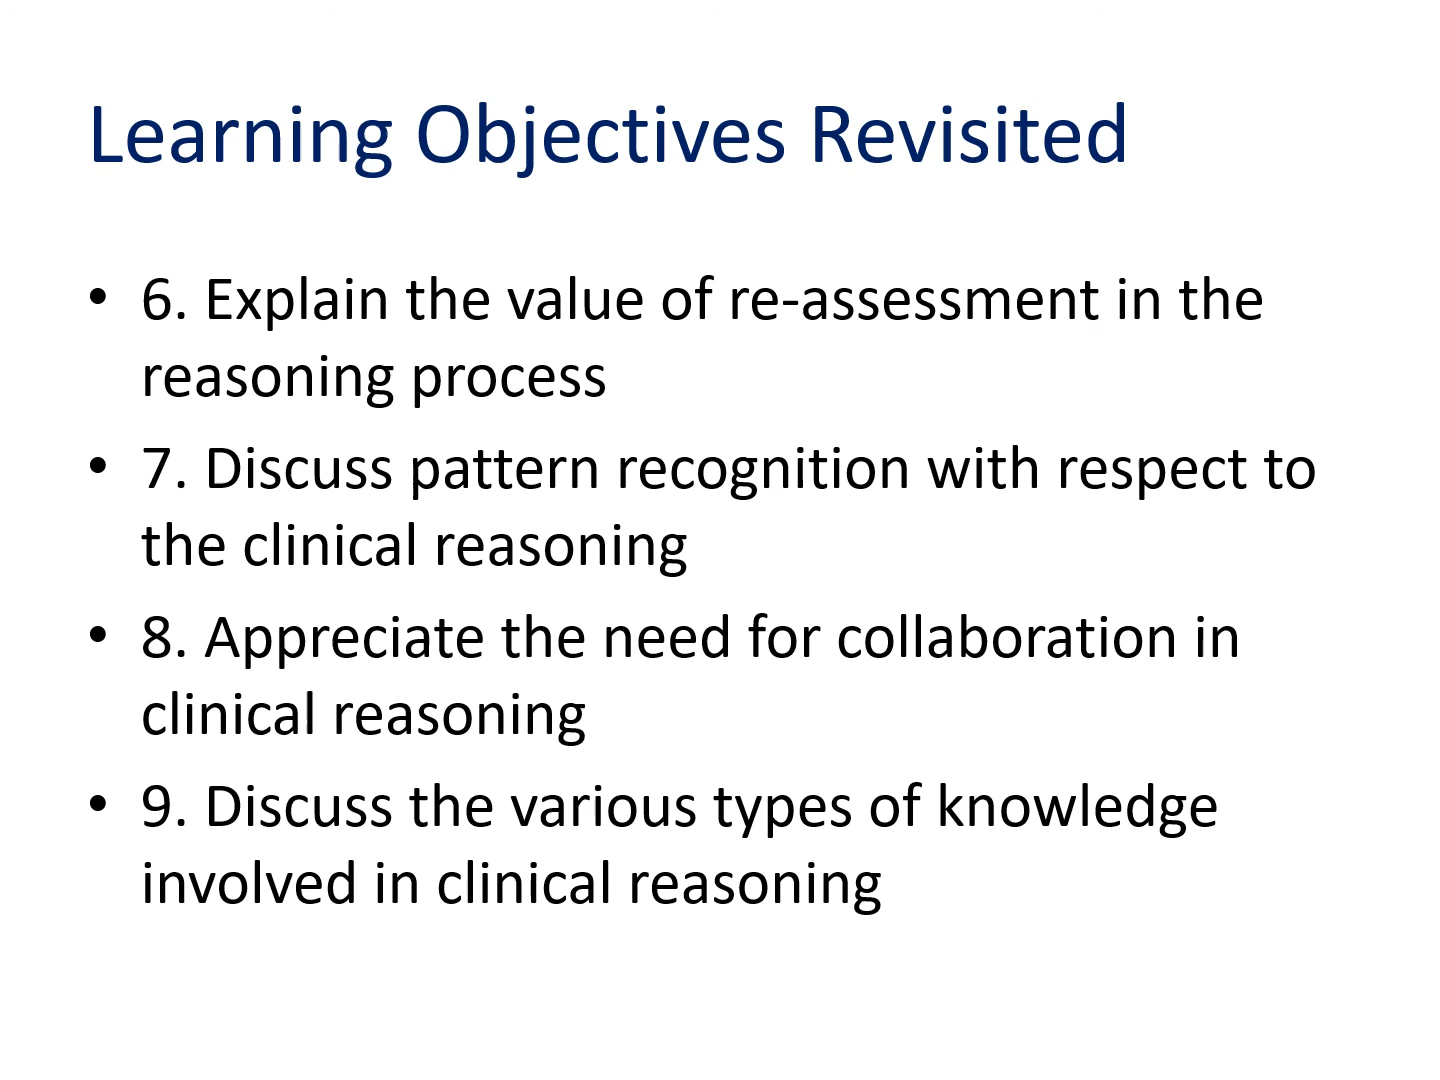 Learning Objectives Revisited
• 6. Explain the value of re-assessment in the
reasoning process
• 7. Discuss pattern recognition with respect to
the clinical reasoning
• 8. Appreciate the need for collaboration in
clinical reasoning
• 9. Discuss the various types of knowledge
involved in clinical reasoning